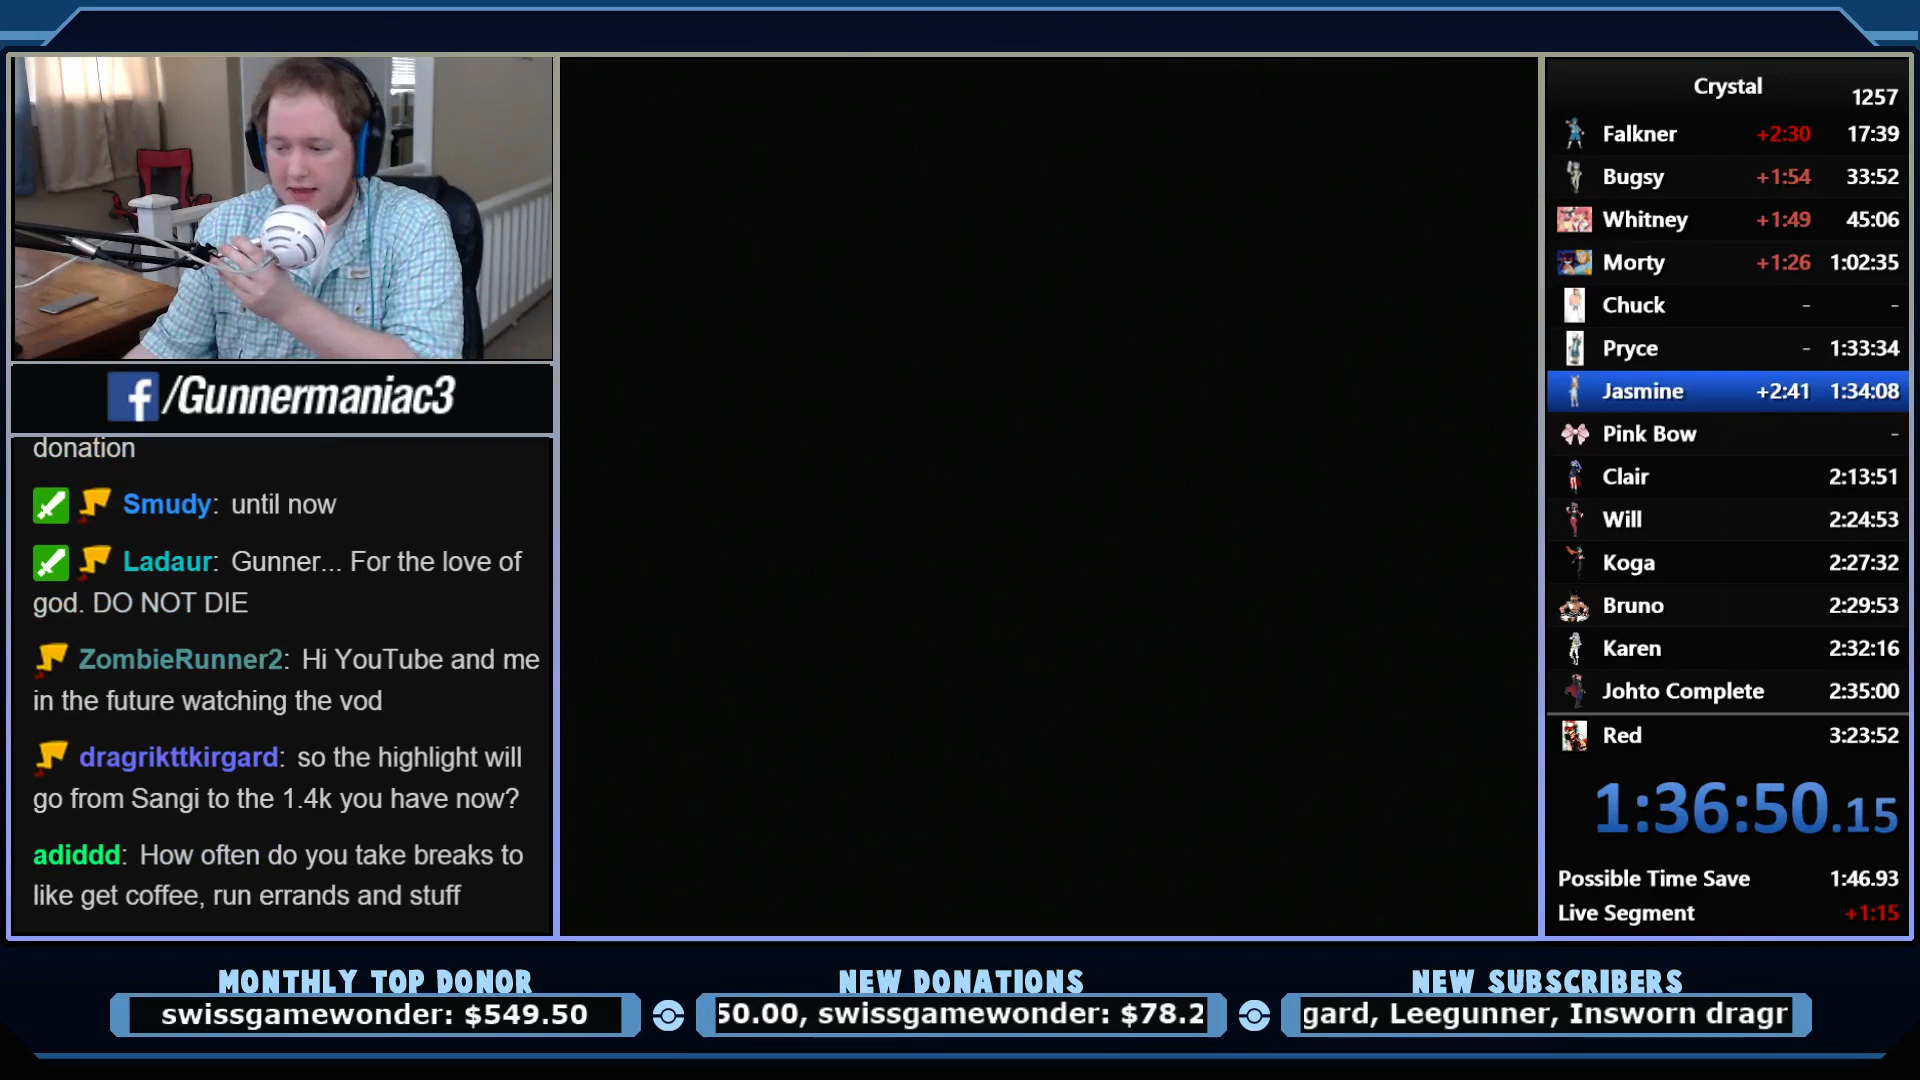 /Gunnermaniac3
donation
Smudy: until now
Ladaur: Gunner... For the love of
god. DO NOT DIE
ZombieRunner2: Hi YouTube and me
in the future watching the vod
dragrikttkirgard: so the highlight will
go from Sangi to the 1.4k you have now?
adiddd: How often do you take breaks to
like get coffee, run errands and stuff
Crystal 1257
Falkner +2:30 17:39
Bugsy +1:54 33:52
Whitney +1:49 45:06
Morty +1:26 1:02:35
Chuck - -
Pryce - 1:33:34
Jasmine +2:41 1:34:08
Pink Bow -
Clair 2:13:51
Will 2:24:53
Koga 2:27:32
Bruno 2:29:53
Karen 2:32:16
Johto Complete 2:35:00
Red 3:23:52
1:36:50.15
Possible Time Save 1:46.93
Live Segment +1:15
MONTHLY TOP DONOR
swissgamewonder: $549.50
NEW DONATIONS
50.00, swissgamewonder: $78.2
NEW SUBSCRIBERS
gard, Leegunner, Insworn dragr